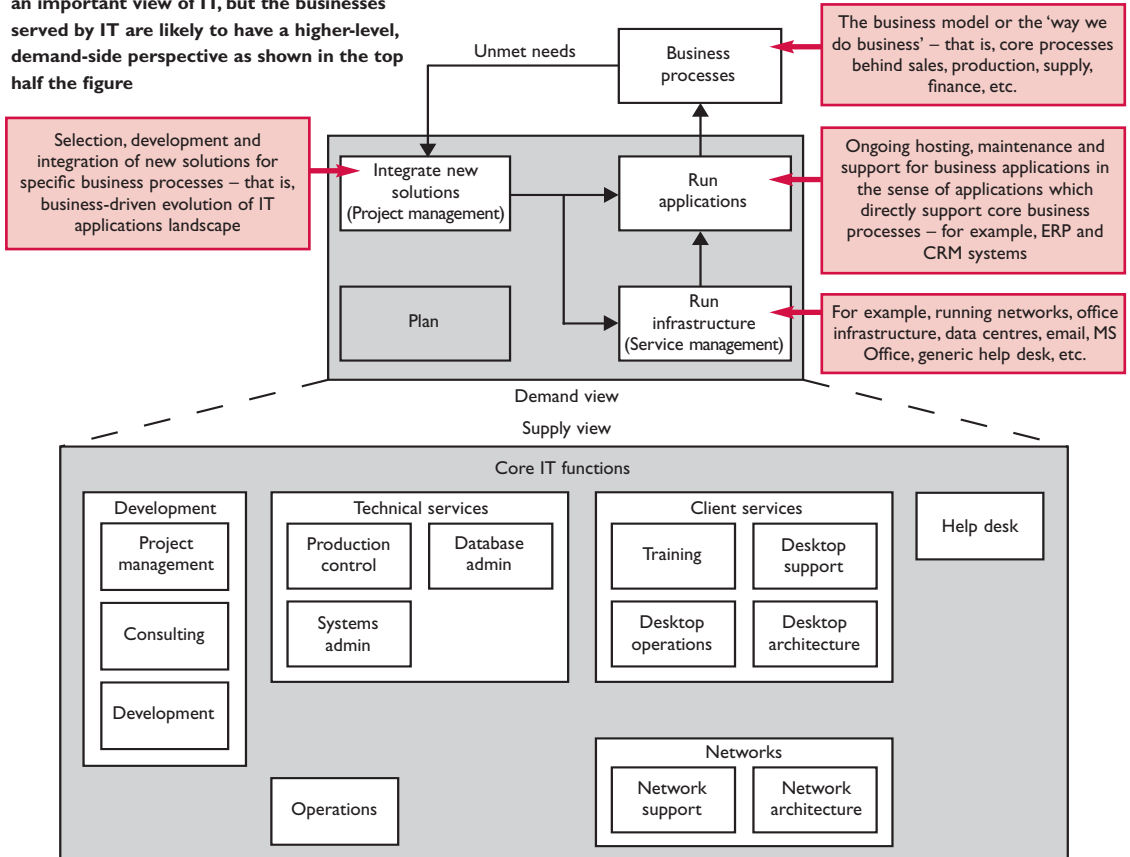 an important view of IT, but the businesses
served by IT are likely to have a higher-level,
demand-side perspective as shown in the top
half the figure
Unmet needs
Business
processes
The business model or the ‘way we
do business’ – that is, core processes
behind sales, production, supply,
finance, etc.
Selection, development and
integration of new solutions for
specific business processes – that is,
business-driven evolution of IT
applications landscape
Integrate new
solutions
(Project management)
Run
applications
Ongoing hosting, maintenance and
support for business applications in
the sense of applications which
directly support core business
processes – for example, ERP and
CRM systems
Plan
Run
infrastructure
(Service management)
For example, running networks, office
infrastructure, data centres, email, MS
Office, generic help desk, etc.
Demand view
Supply view
Core IT functions
Development
Project
management
Consulting
Development
Technical services
Production
control
Database
admin
Systems
admin
Client services
Training
Desktop
support
Desktop
operations
Desktop
architecture
Help desk
Operations
Networks
Network
support
Network
architecture